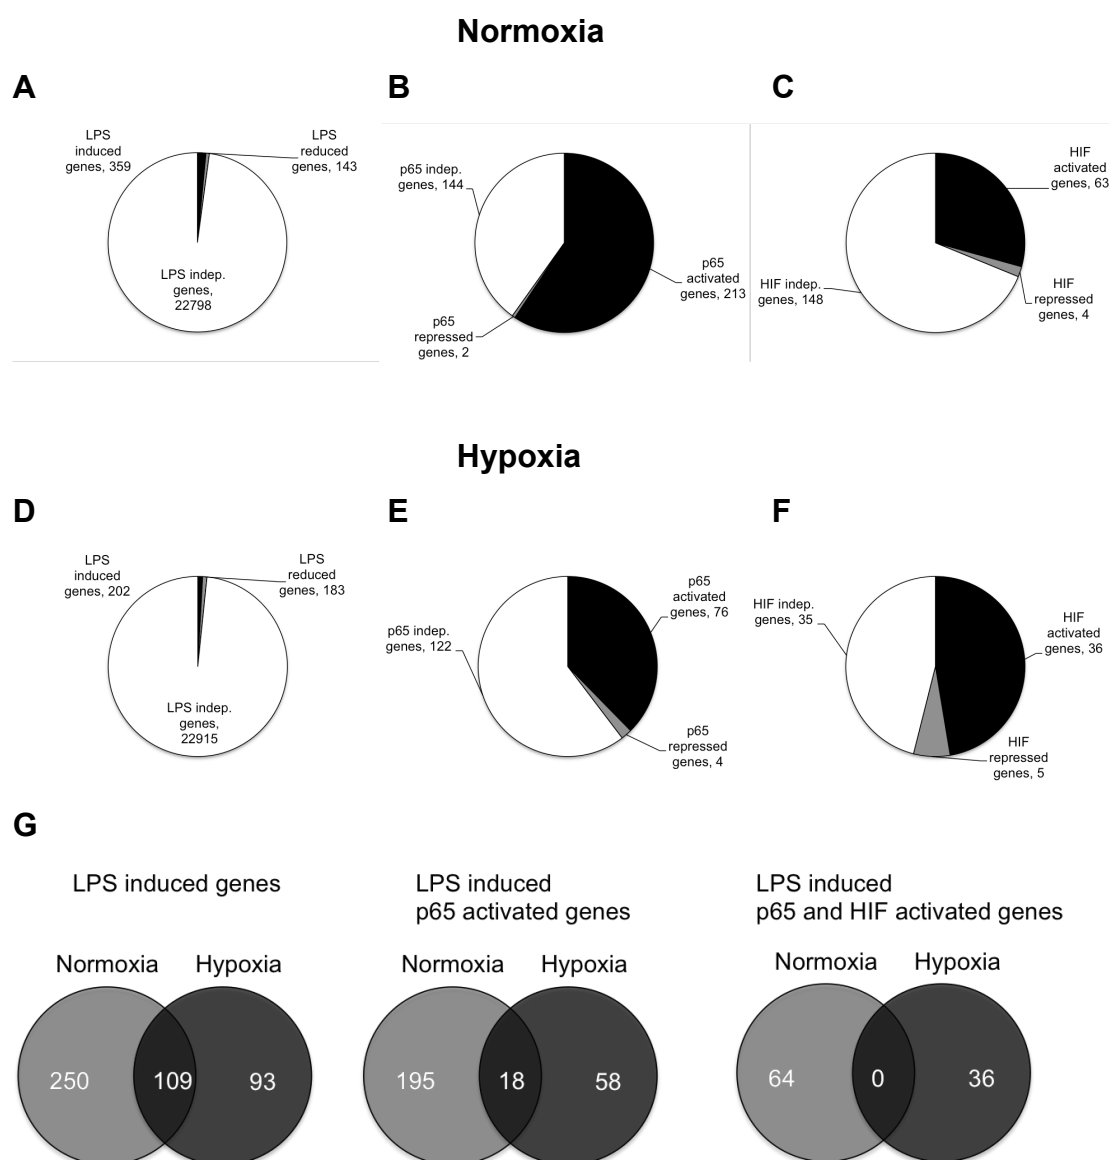 Normoxia
A
B
C
LPS
induced
genes, 359
LPS
reduced
genes, 143
LPS indep.
genes,
22798
p65 indep.
genes, 144
p65
activated
genes, 213
p65
repressed
genes, 2
HIF
activated
genes, 63
HIF indep.
genes, 148
HIF
repressed
genes, 4
Hypoxia
D
E
F
LPS
induced
genes, 202
LPS
reduced
genes, 183
LPS indep.
genes,
22915
p65 indep.
genes, 122
p65
activated
genes, 76
p65
repressed
genes, 4
HIF indep.
genes, 35
HIF
activated
genes, 36
HIF
repressed
genes, 5
G
LPS induced genes
Normoxia Hypoxia
250 109 93
LPS induced
p65 activated genes
Normoxia Hypoxia
195 18 58
LPS induced
p65 and HIF activated genes
Normoxia Hypoxia
64 0 36